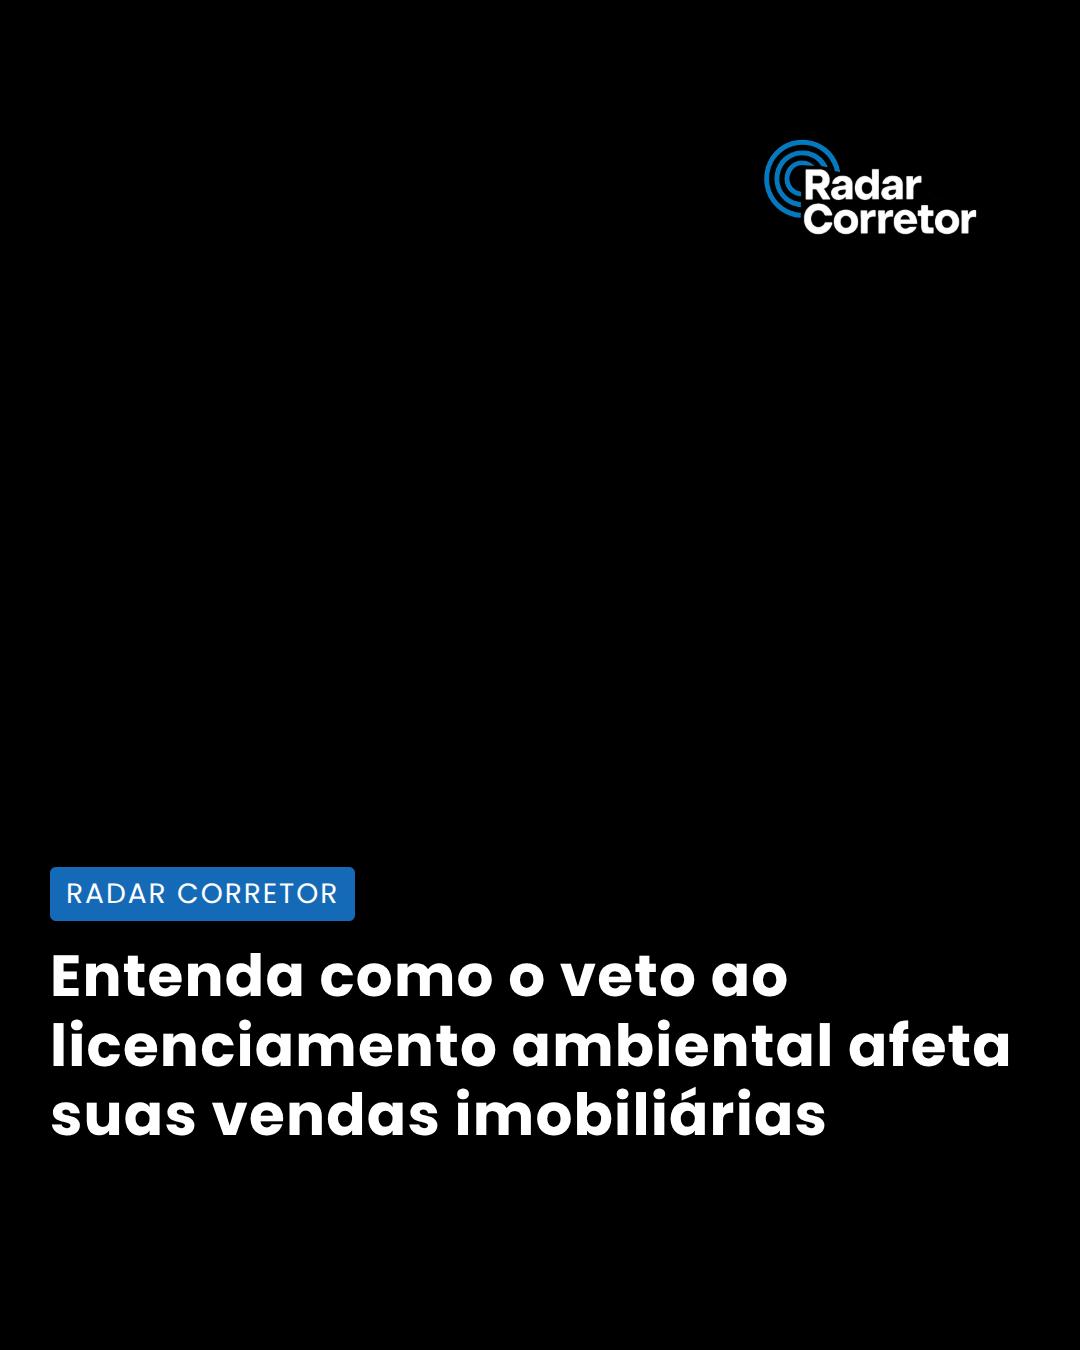 Radar
Corretor
RADAR CORRETOR
Entenda como o veto ao
licenciamento ambiental afeta
suas vendas imobiliárias